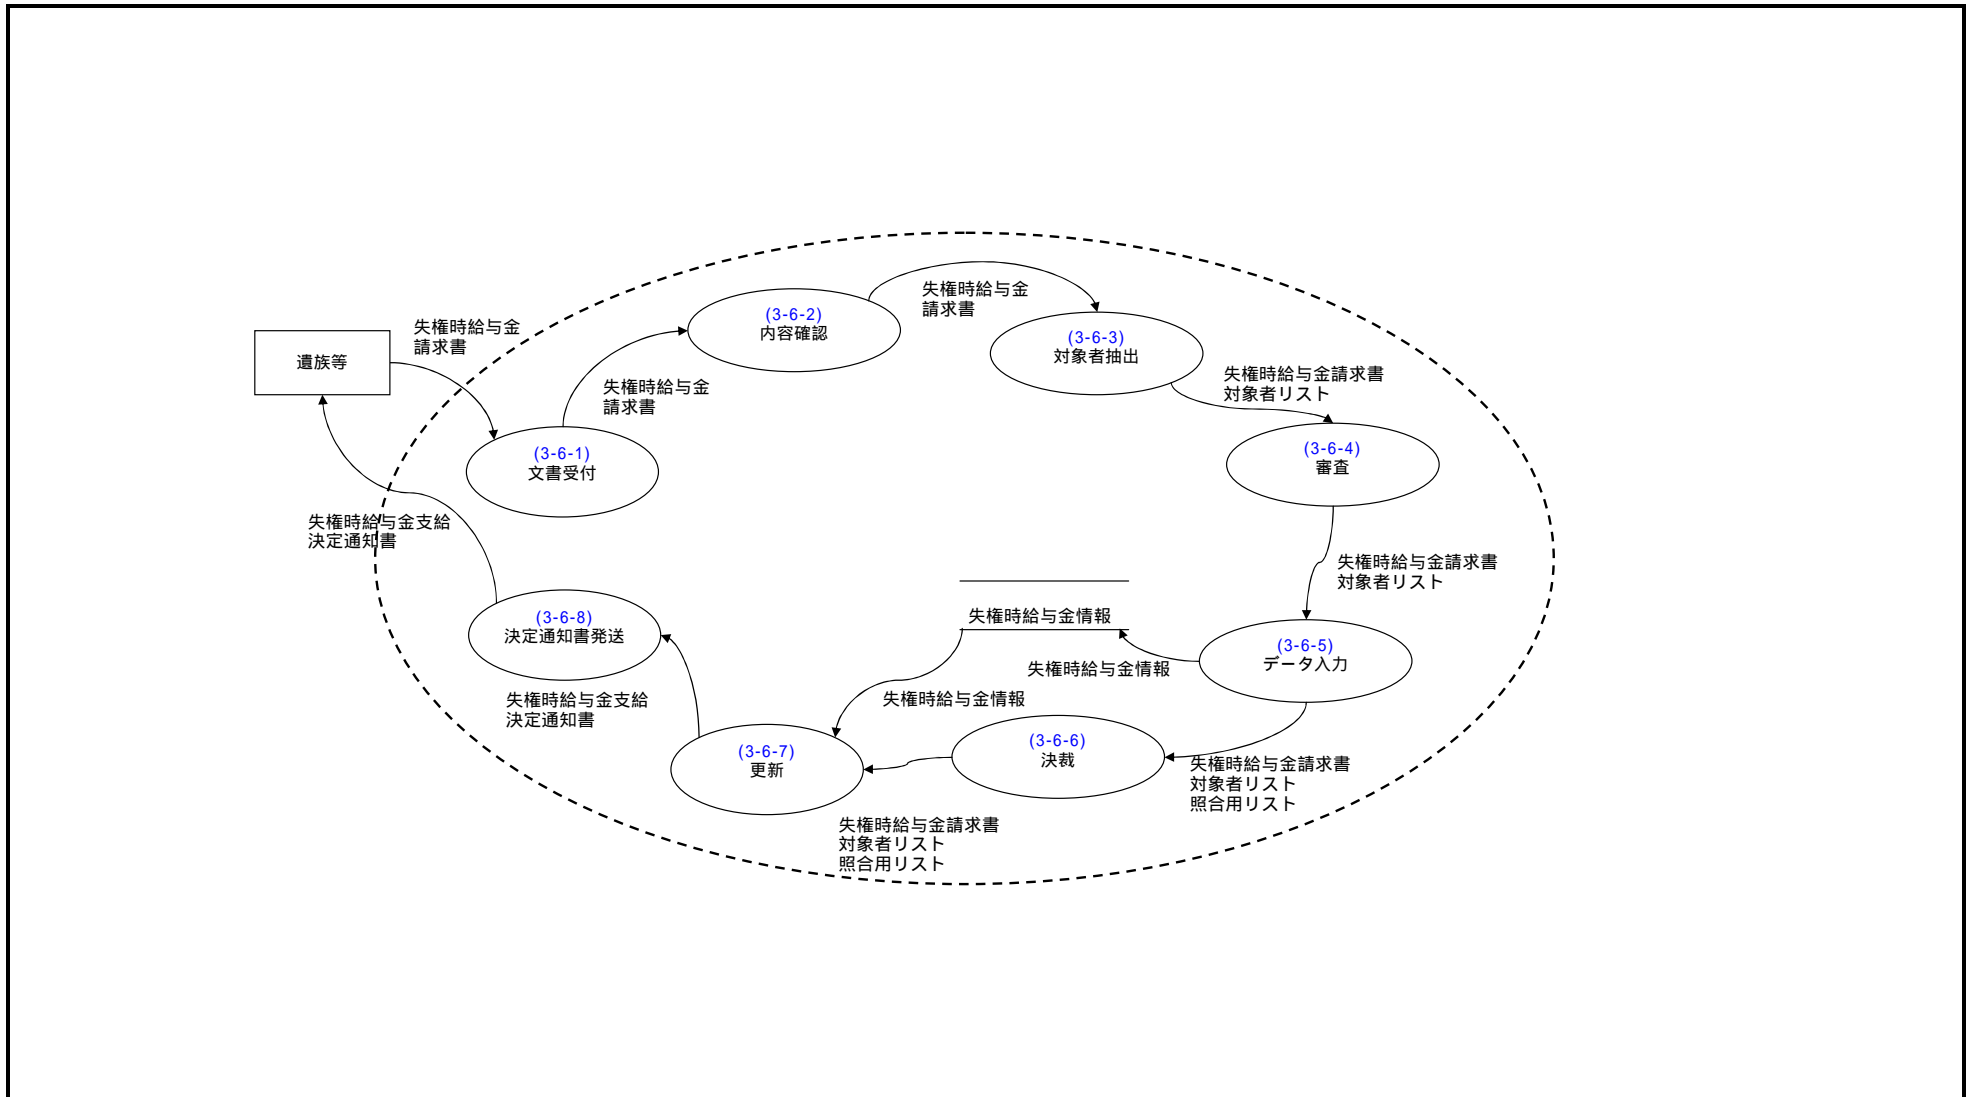 遺族等
失権時給与金
請求書
(3-6-1)
文書受付
失権時給与金
請求書
(3-6-2)
内容確認
失権時給与金
請求書
(3-6-3)
対象者抽出
失権時給与金請求書
対象者リスト
(3-6-4)
審査
失権時給与金請求書
対象者リスト
(3-6-5)
データ入力
失権時給与金情報
失権時給与金情報
失権時給与金情報
失権時給与金請求書
対象者リスト
照合用リスト
(3-6-6)
決裁
失権時給与金請求書
対象者リスト
照合用リスト
(3-6-7)
更新
失権時給与金支給
決定通知書
(3-6-8)
決定通知書発送
失権時給与金支給
決定通知書